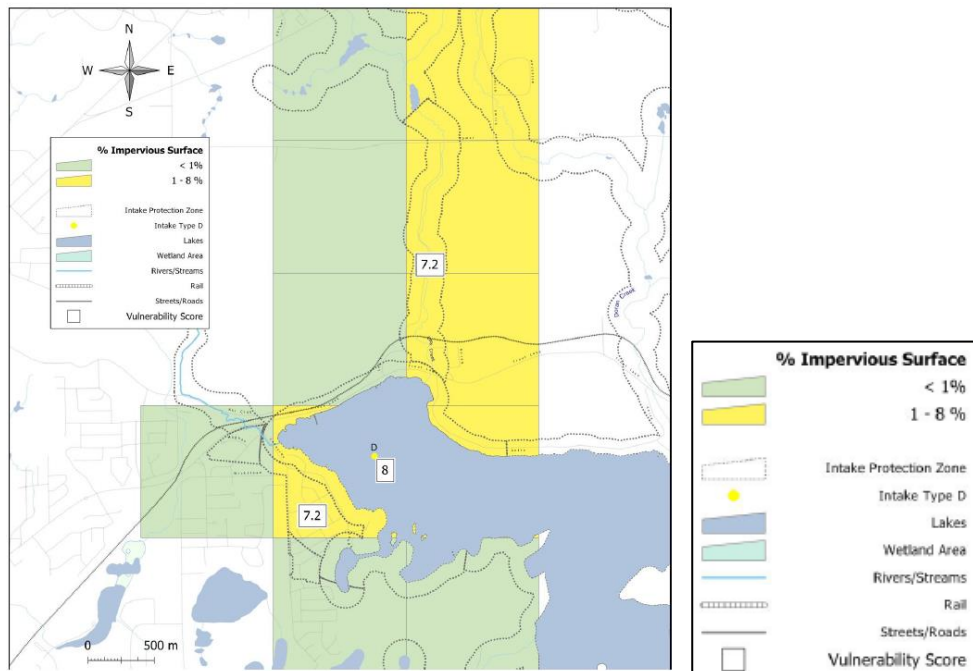 N
W E
S
% Impervious Surface
< 1%
1 - 8 %
Intake Protection Zone
Intake Type D
Lakes
Wetland Area
Rivers/Streams
Rail
Streets/Roads
Vulnerability Score
7.2
D
8
7.2
0 500 m
% Impervious Surface
< 1%
1 - 8 %
Intake Protection Zone
Intake Type D
Lakes
Wetland Area
Rivers/Streams
Rail
Streets/Roads
Vulnerability Score